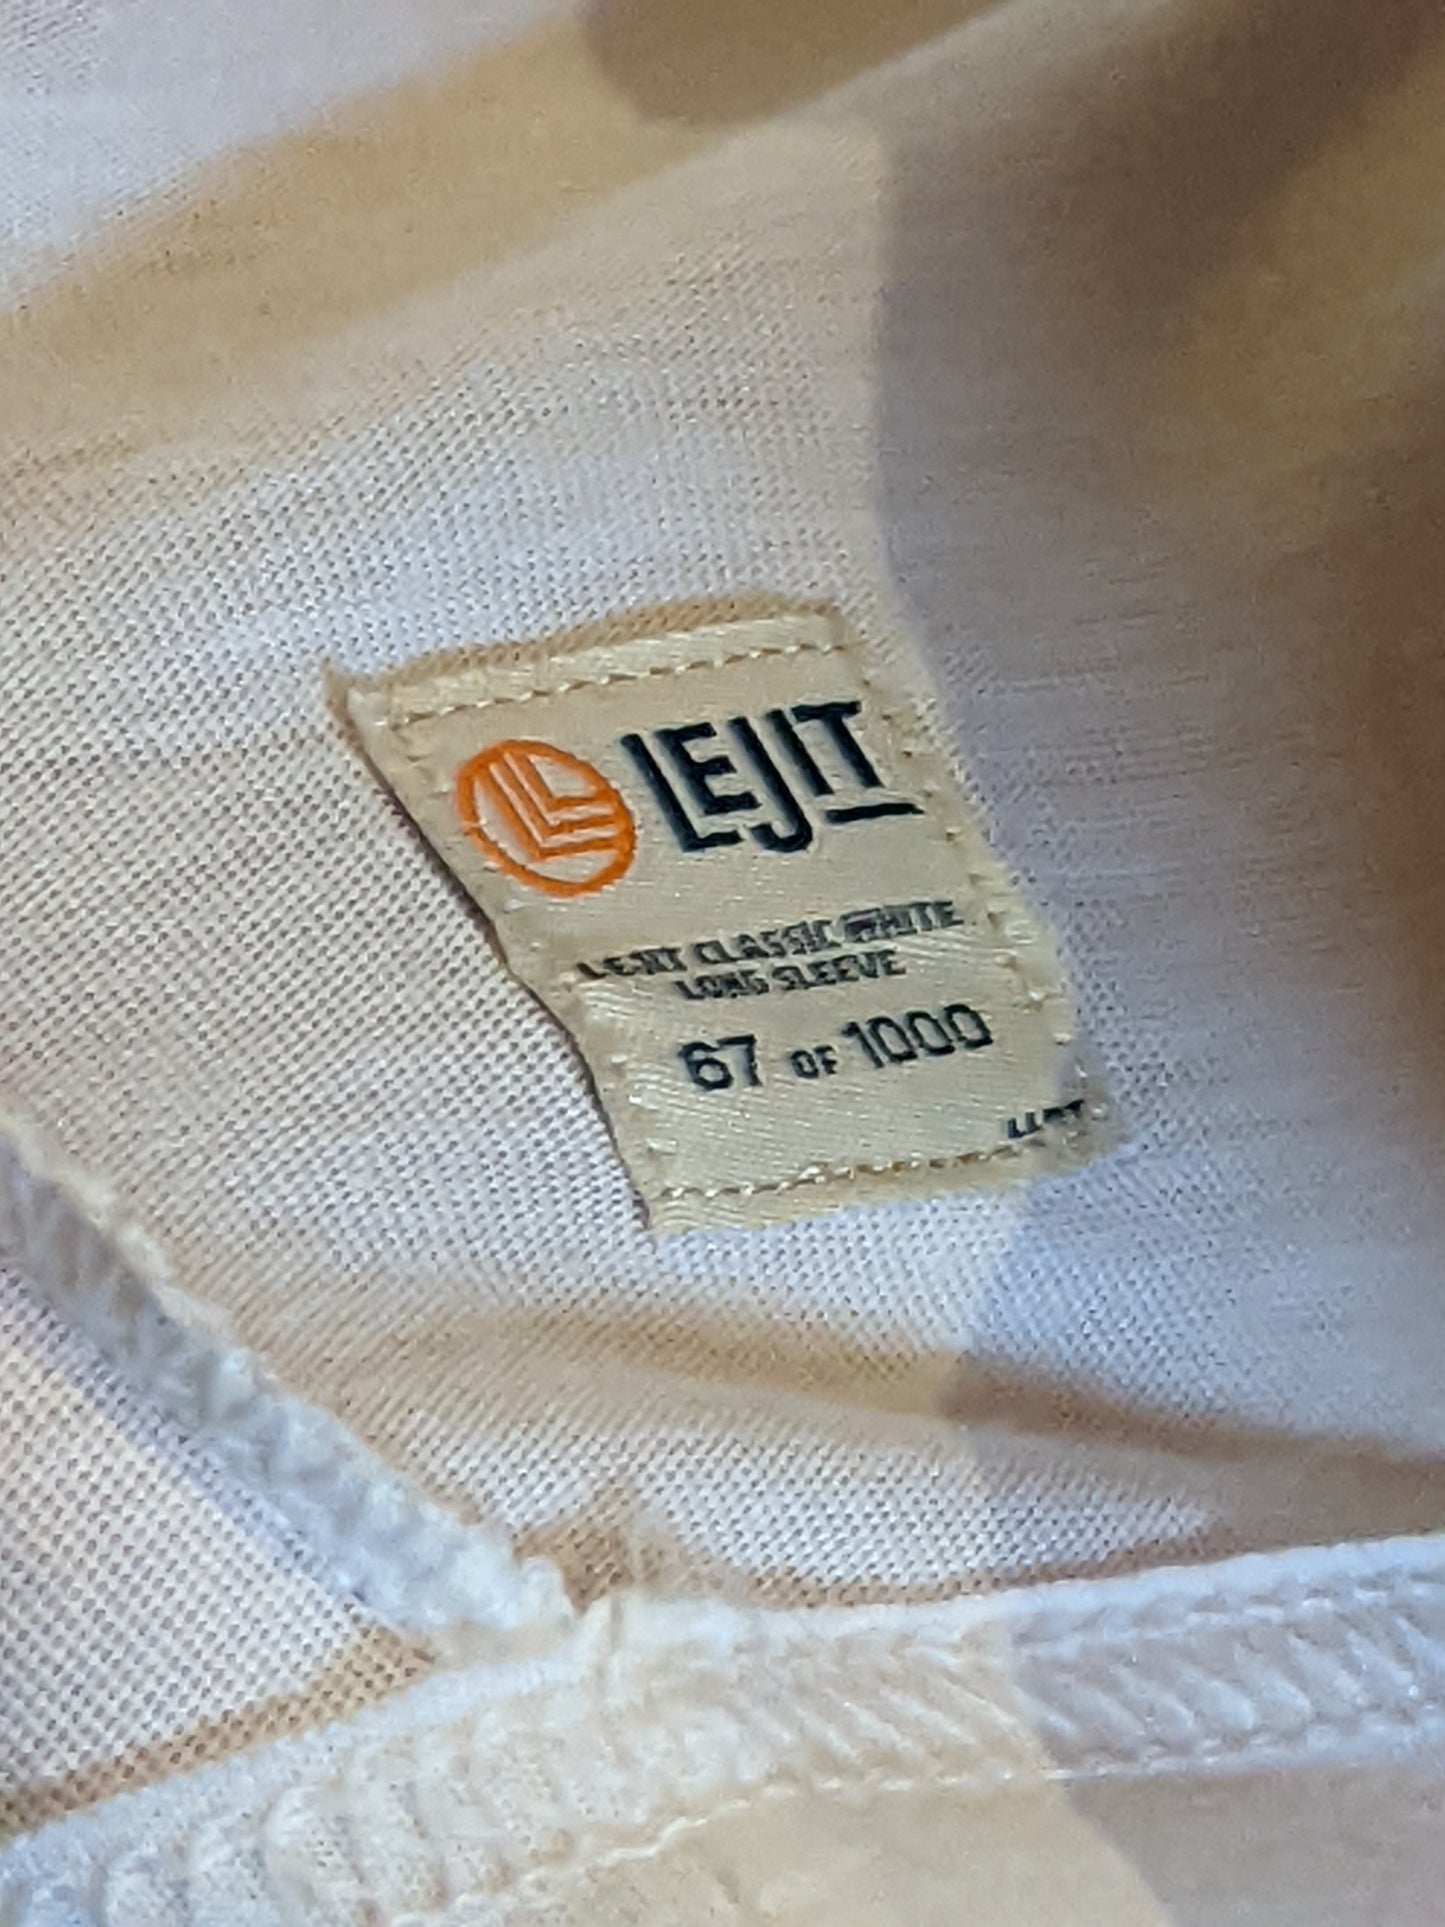 LEJIT
LEJIT CLASSIC WHITE
LONG SLEEVE
67 OF 1000